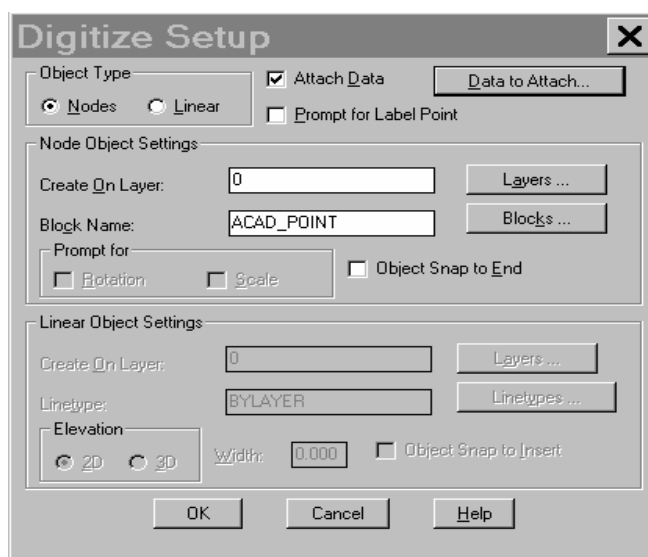 Digitize Setup
Object Type
Nodes Linear
Attach Data
Data to Attach...
Prompt for Label Point
Node Object Settings
Create On Layer: 0 Layers ...
Block Name: ACAD_POINT Blocks ...
Prompt for
Rotation Scale
Object Snap to End
Linear Object Settings
Create On Layer: 0 Layers ...
Linetype: BYLAYER Linetypes ...
Elevation
2D 3D
Width: 0.000
Object Snap to Insert
OK Cancel Help